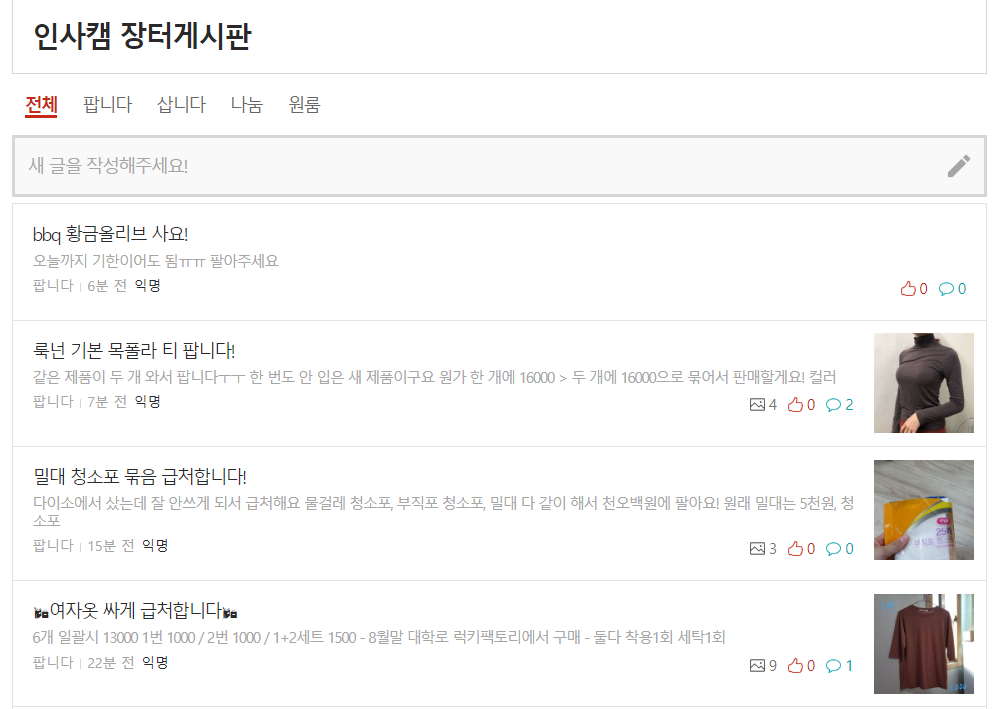 인사캠 장터게시판
전체 팝니다 삽니다 나눔 원룸
새 글을 작성해주세요!
bbq 황금올리브 사요!
오늘까지 기한이어도 됨ㅠㅠ 팔아주세요
팝니다 | 6분 전 익명
0 0
룩넌 기본 목폴라 티 팝니다!
같은 제품이 두 개 와서 팝니다ㅜㅜ 한 번도 안 입은 새 제품이구요 원가 한 개에 16000 > 두 개에 16000으로 묶어서 판매할게요! 컬러
팝니다 | 7분 전 익명
4 0 2
밀대 청소포 묶음 급처합니다!
다이소에서 샀는데 잘 안쓰게 되서 급처해요 물걸레 청소포, 부직포 청소포, 밀대 다 같이 해서 천오백원에 팔아요! 원래 밀대는 5천원, 청
소포
팝니다 | 15분 전 익명
3 0 0
여자옷 싸게 급처합니다
6개 일괄시 13000 1번 1000 / 2번 1000 / 1+2세트 1500 - 8월말 대학로 럭키팩토리에서 구매 - 둘다 착용1회 세탁1회
팝니다 | 22분 전 익명
9 0 1